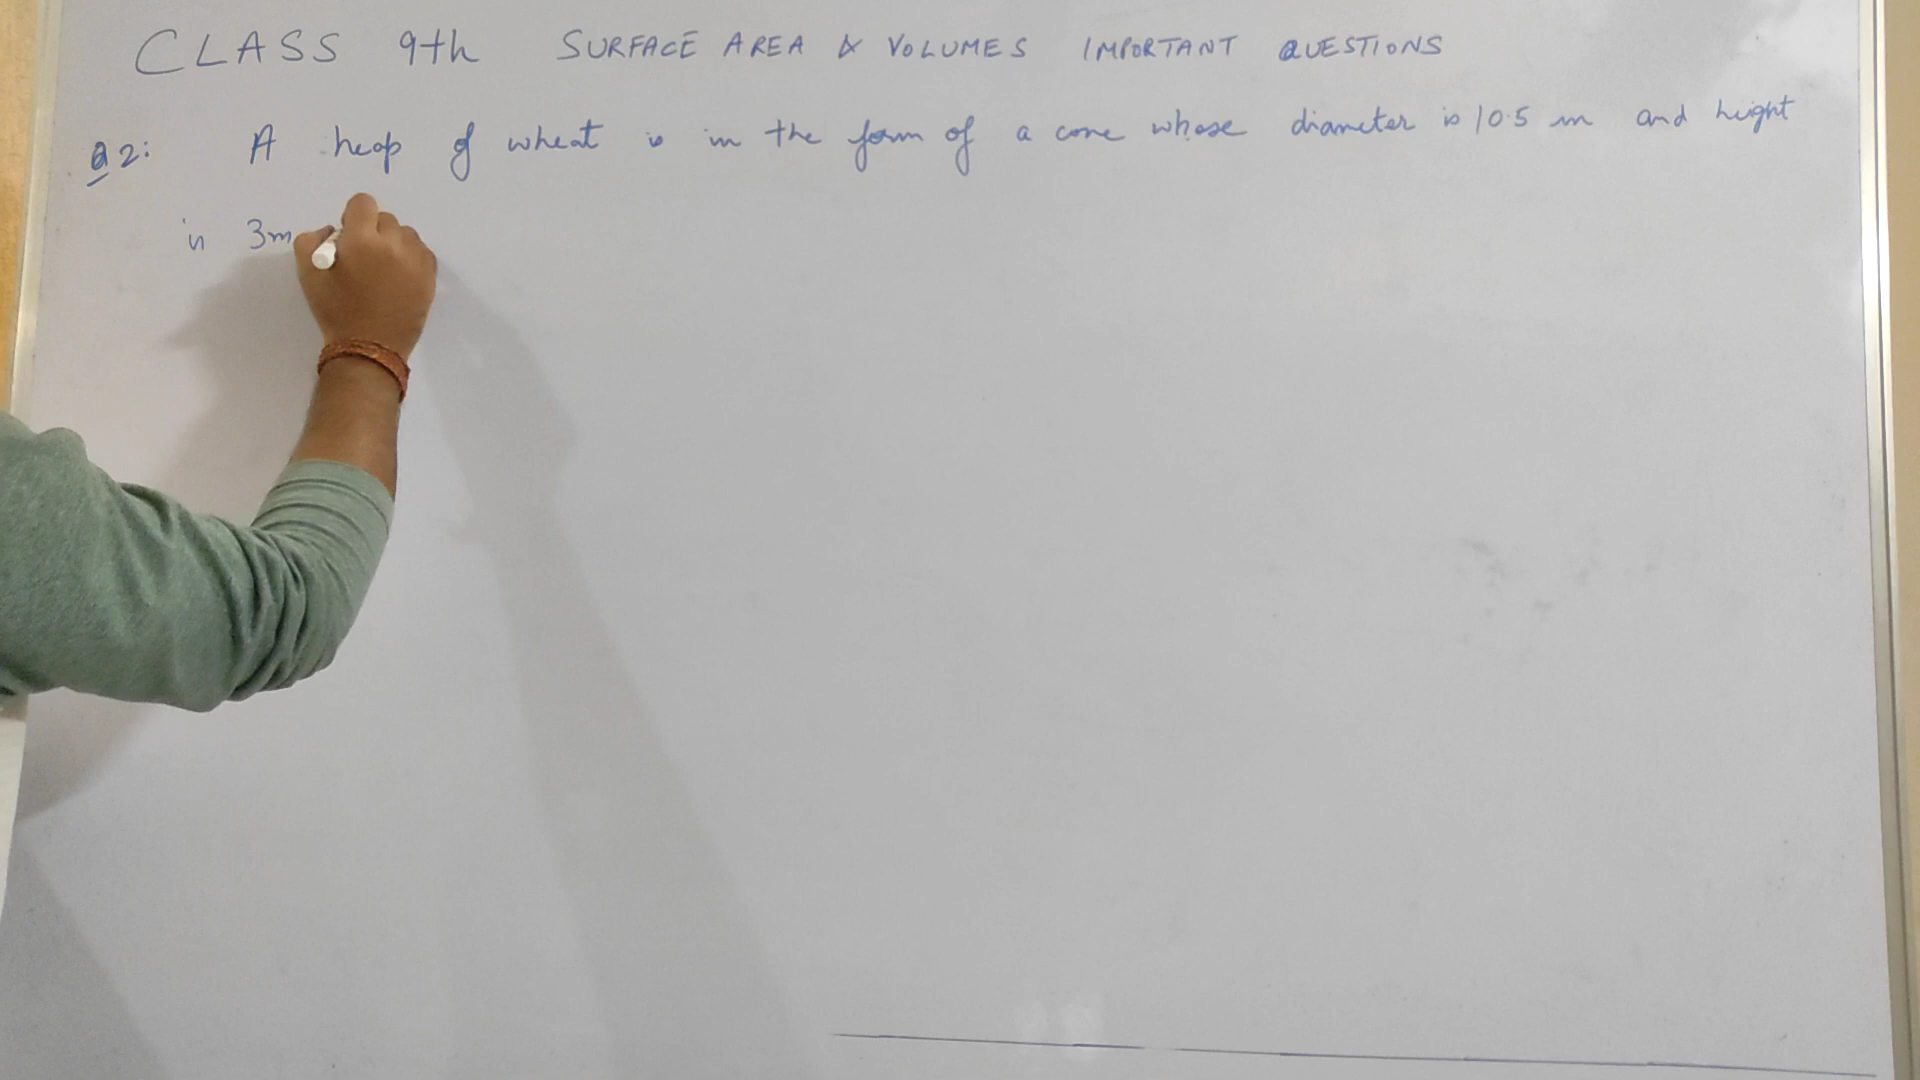 CLASS 9th SURFACE AREA & VOLUMES IMPORTANT QUESTIONS
Q2: A heap of wheat is in the form of a cone whose diameter is 10.5 m and height
is 3m